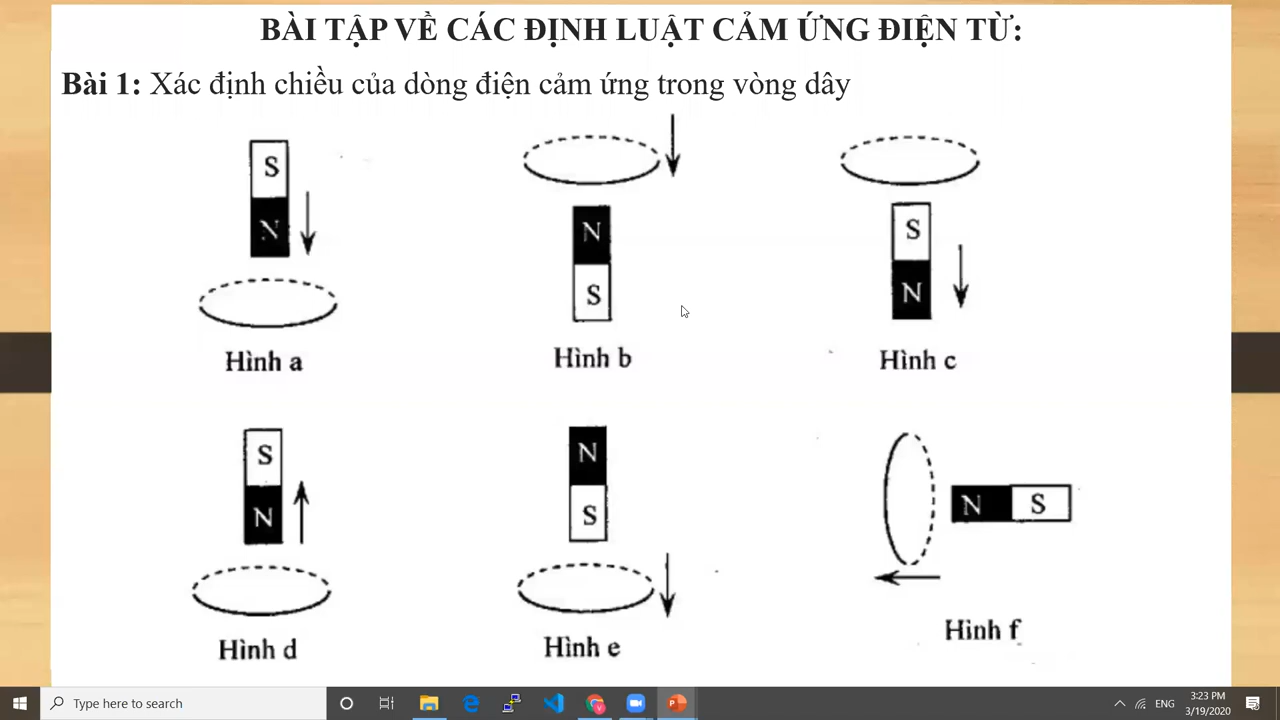 BÀI TẬP VỀ CÁC ĐỊNH LUẬT CẢM ỨNG ĐIỆN TỪ:
Bài 1: Xác định chiều của dòng điện cảm ứng trong vòng dây
S
N
Hình a
N
S
Hình b
S
N
Hình c
S
N
Hình d
N
S
Hình e
N S
Hình f
Type here to search
ENG
3:23 PM
3/19/2020